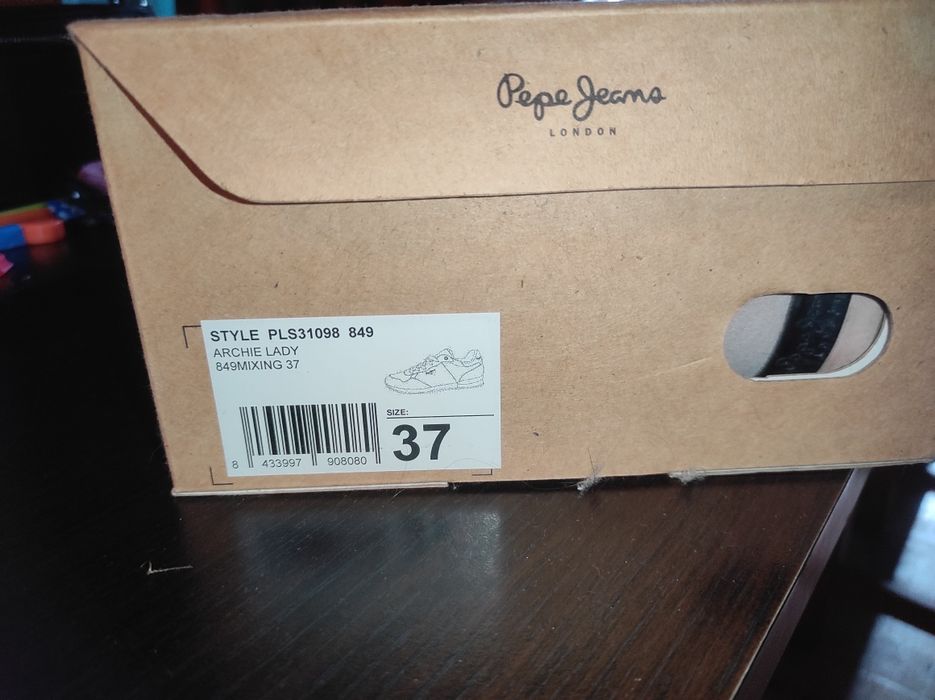 Pepe Jeans
LONDON
STYLE PLS31098 849
ARCHIE LADY
849MIXING 37
SIZE:
37
8 433997 908080